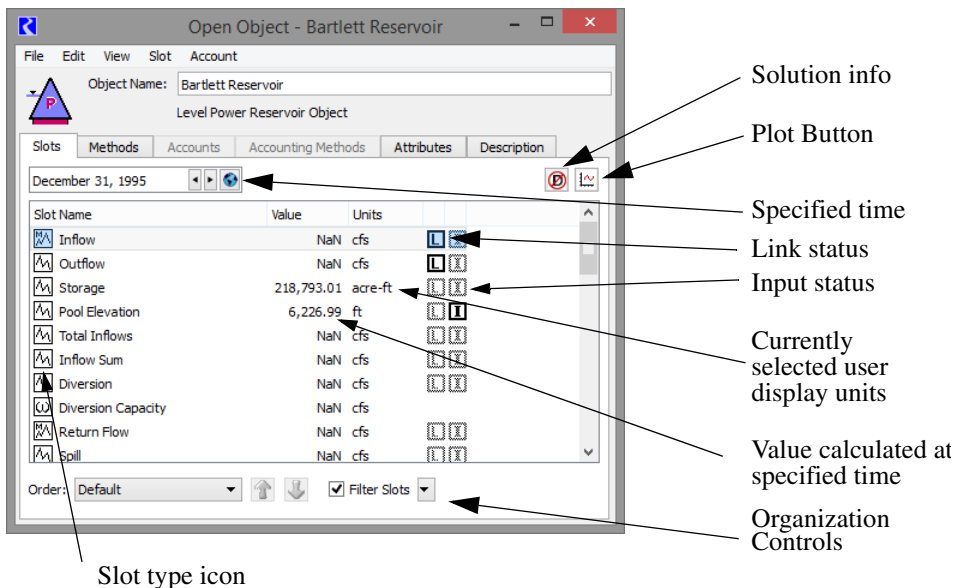 Open Object - Bartlett Reservoir
File Edit View Slot Account
P
Object Name: Bartlett Reservoir
Level Power Reservoir Object
Slots Methods Accounts Accounting Methods Attributes Description
December 31, 1995
D
Slot Name Value Units
Inflow NaN cfs L I
Outflow NaN cfs L I
Storage 218,793.01 acre-ft L I
Pool Elevation 6,226.99 ft L I
Total Inflows NaN cfs L I
Inflow Sum NaN cfs L I
Diversion NaN cfs L I
Diversion Capacity NaN cfs
Return Flow NaN cfs L I
Spill NaN cfs L I
Order: Default Filter Slots
Solution info
Plot Button
Specified time
Link status
Input status
Currently
selected user
display units
Value calculated at
specified time
Organization
Controls
Slot type icon